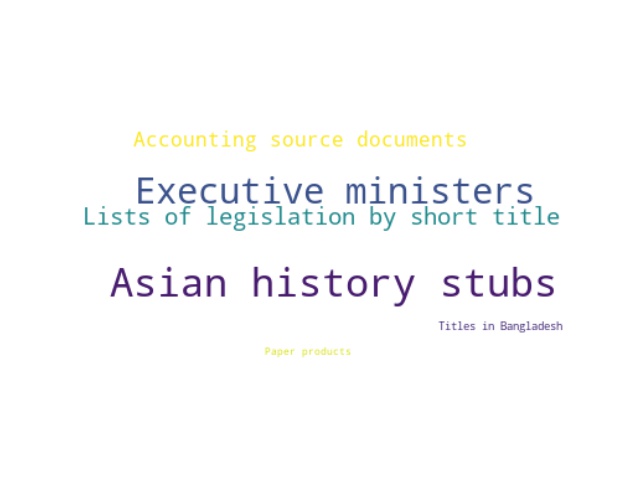 Accounting source documents
Executive ministers
Lists of legislation by short title
Asian history stubs
Titles in Bangladesh
Paper products